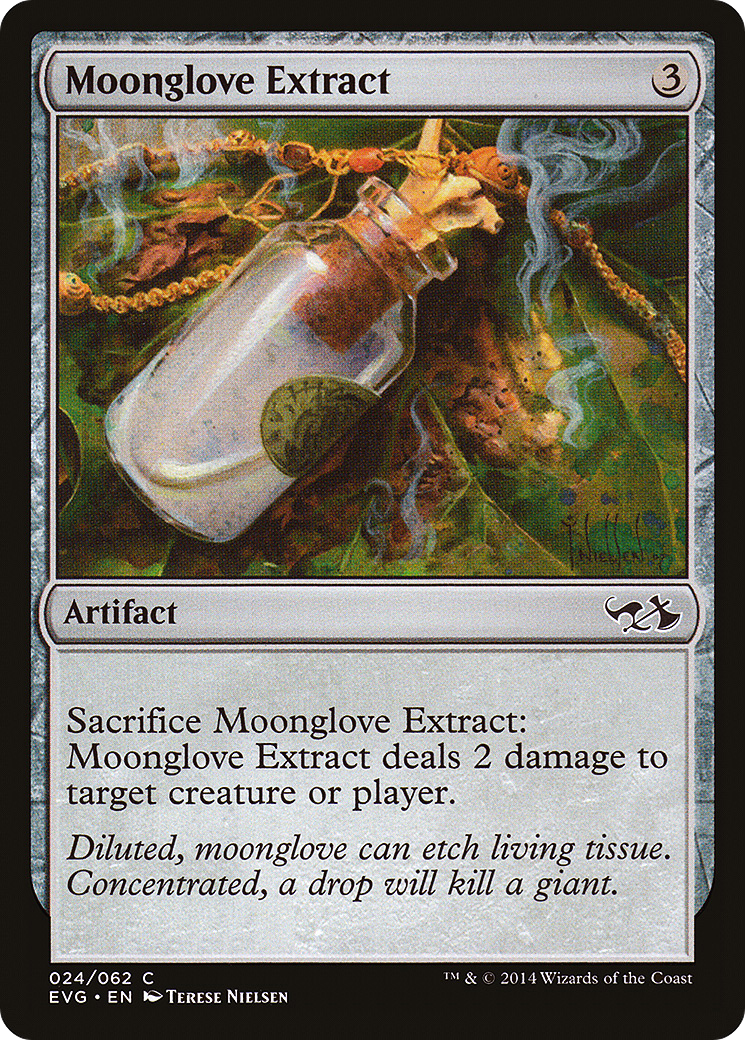 Moonglove Extract 3
T.NIELSEN 07
Artifact
Sacrifice Moonglove Extract:
Moonglove Extract deals 2 damage to
target creature or player.
Diluted, moonglove can etch living tissue.
Concentrated, a drop will kill a giant.
024/062 C ™ & © 2014 Wizards of the Coast
EVG • EN TERESE NIELSEN